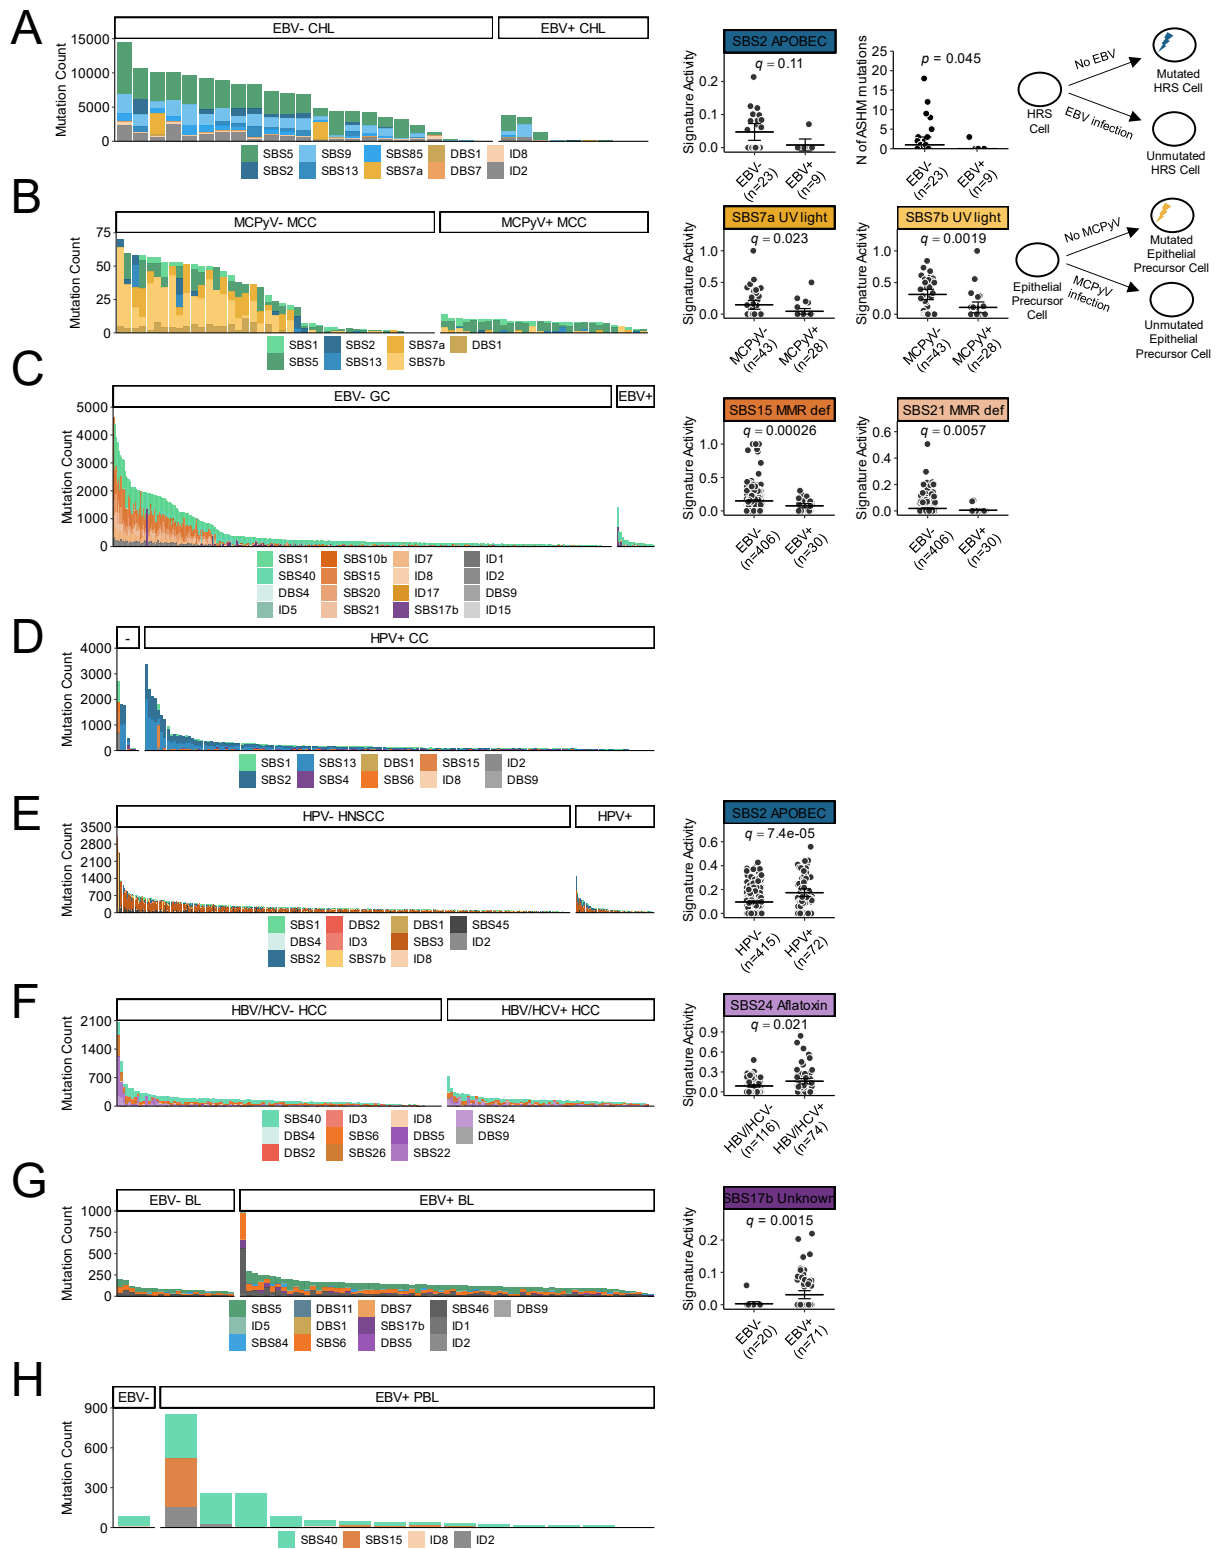 A
EBV- CHL
EBV+ CHL
Mutation Count
15000
10000
5000
0
SBS5
SBS9
SBS85
DBS1
ID8
SBS2
SBS13
SBS7a
DBS7
ID2
SBS2 APOBEC
q = 0.11
Signature Activity
0.2
0.1
0.0
EBV-
(n=23)
EBV+
(n=9)
N of ASHM mutations
25
20
15
10
5
0
p = 0.045
EBV-
(n=23)
EBV+
(n=9)
HRS
Cell
No EBV
EBV infection
Mutated
HRS Cell
Unmutated
HRS Cell
B
MCPyV- MCC
MCPyV+ MCC
Mutation Count
75
50
25
0
SBS1
SBS2
SBS7a
DBS1
SBS5
SBS13
SBS7b
SBS7a UV light
q = 0.023
Signature Activity
1.0
0.5
0.0
MCPyV-
(n=43)
MCPyV+
(n=28)
SBS7b UV light
q = 0.0019
Signature Activity
1.0
0.5
0.0
MCPyV-
(n=43)
MCPyV+
(n=28)
Epithelial
Precursor
Cell
No MCPyV
MCPyV
infection
Mutated
Epithelial
Precursor Cell
Unmutated
Epithelial
Precursor Cell
C
EBV- GC
EBV+
Mutation Count
5000
4000
3000
2000
1000
0
SBS1
SBS10b
ID7
ID1
SBS40
SBS15
ID8
ID2
DBS4
SBS20
ID17
DBS9
ID5
SBS21
SBS17b
ID15
SBS15 MMR def
q = 0.00026
Signature Activity
1.0
0.5
0.0
EBV-
(n=406)
EBV+
(n=30)
SBS21 MMR def
q = 0.0057
Signature Activity
0.6
0.4
0.2
0.0
EBV-
(n=406)
EBV+
(n=30)
D
-
HPV+ CC
Mutation Count
4000
3000
2000
1000
0
SBS1
SBS13
DBS1
SBS15
ID2
SBS2
SBS4
SBS6
ID8
DBS9
E
HPV- HNSCC
HPV+
Mutation Count
3500
2800
2100
1400
700
0
SBS1
DBS2
DBS1
SBS45
DBS4
ID3
SBS3
ID2
SBS2
SBS7b
ID8
SBS2 APOBEC
q = 7.4e-05
Signature Activity
0.6
0.4
0.2
0.0
HPV-
(n=415)
HPV+
(n=72)
F
HBV/HCV- HCC
HBV/HCV+ HCC
Mutation Count
2100
1400
700
0
SBS40
ID3
ID8
SBS24
DBS4
SBS6
DBS5
DBS9
DBS2
SBS26
SBS22
SBS24 Aflatoxin
q = 0.021
Signature Activity
0.9
0.6
0.3
0.0
HBV/HCV-
(n=116)
HBV/HCV+
(n=74)
G
EBV- BL
EBV+ BL
Mutation Count
1000
750
500
250
0
SBS5
DBS11
DBS7
SBS46
DBS9
ID5
DBS1
SBS17b
ID1
SBS84
SBS6
DBS5
ID2
SBS17b Unknown
q = 0.0015
Signature Activity
0.2
0.1
0.0
EBV-
(n=20)
EBV+
(n=71)
H
EBV-
EBV+ PBL
Mutation Count
900
600
300
0
SBS40
SBS15
ID8
ID2